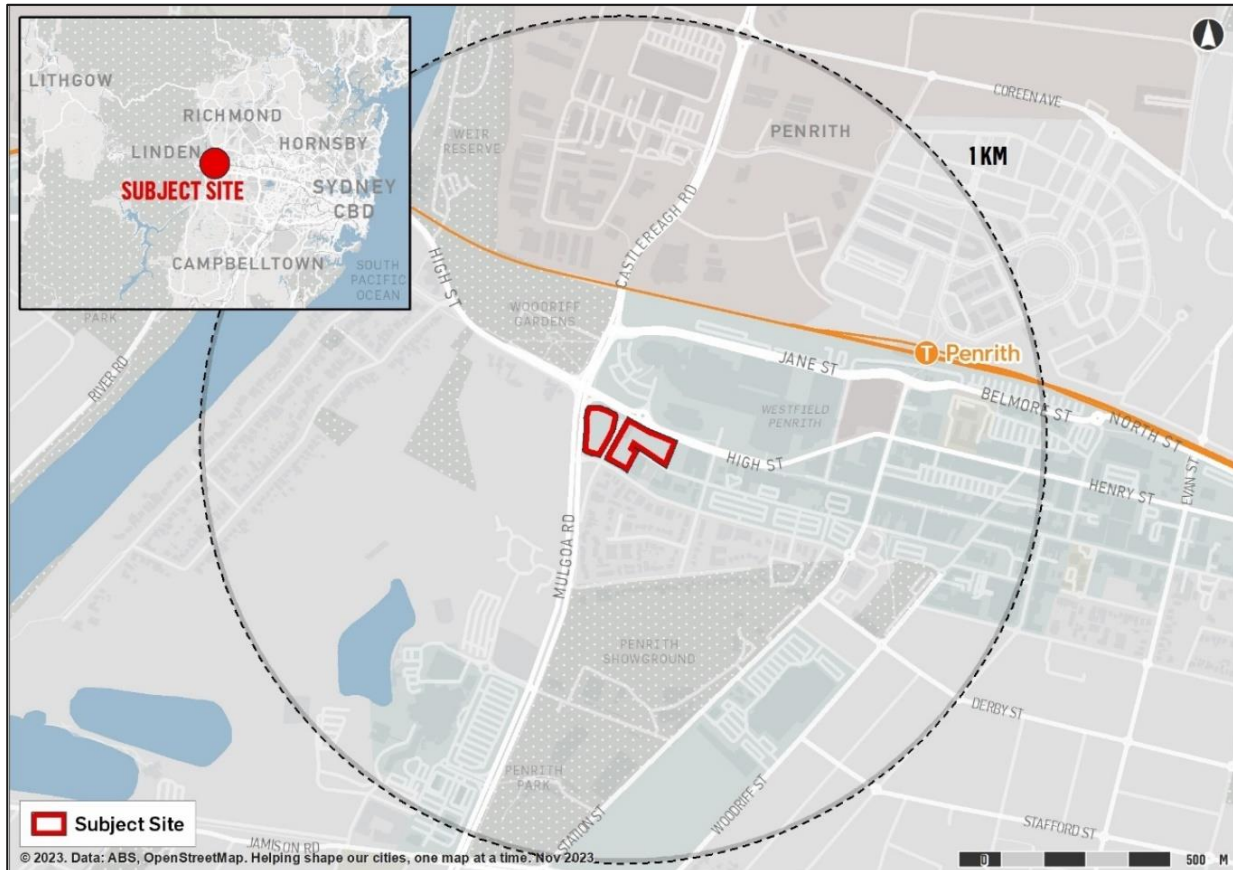 LITHGOW
RICHMOND
LINDEN
HORNSBY
SUBJECT SITE
SYDNEY
CBD
CAMPBELLTOWN
SOUTH
PACIFIC
OCEAN
WEIR
RESERVE
PENRITH
COREEN AVE
1KM
CASTLEREAGH RD
HIGH ST
WOODRIFF
GARDENS
PARK
RIVER RD
JANE ST
T Penrith
BELMORE ST
NORTH ST
WESTFIELD
PENRITH
HIGH ST
HENRY ST
EVAN ST
MULGOA RD
PENRITH
SHOWGROUND
DERBY ST
PENRITH
PARK
STATION ST
WOODRIFF ST
STAFFORD ST
JAMISON RD
Subject Site
© 2023. Data: ABS, OpenStreetMap. Helping shape our cities, one map at a time. Nov 2023
0 500 M